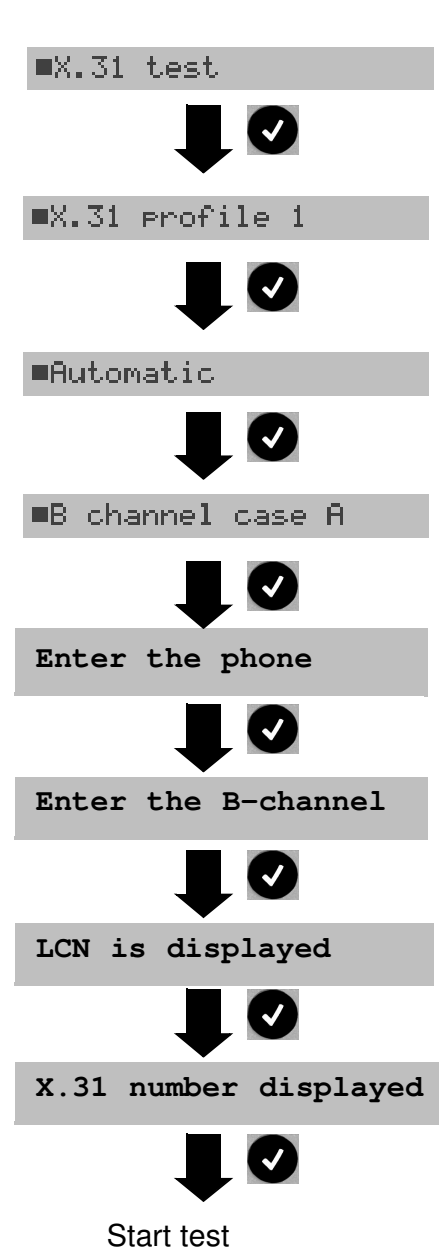 ■X.31 test
■X.31 profile 1
■Automatic
■B channel case A
Enter the phone
Enter the B-channel
LCN is displayed
X.31 number displayed
Start test